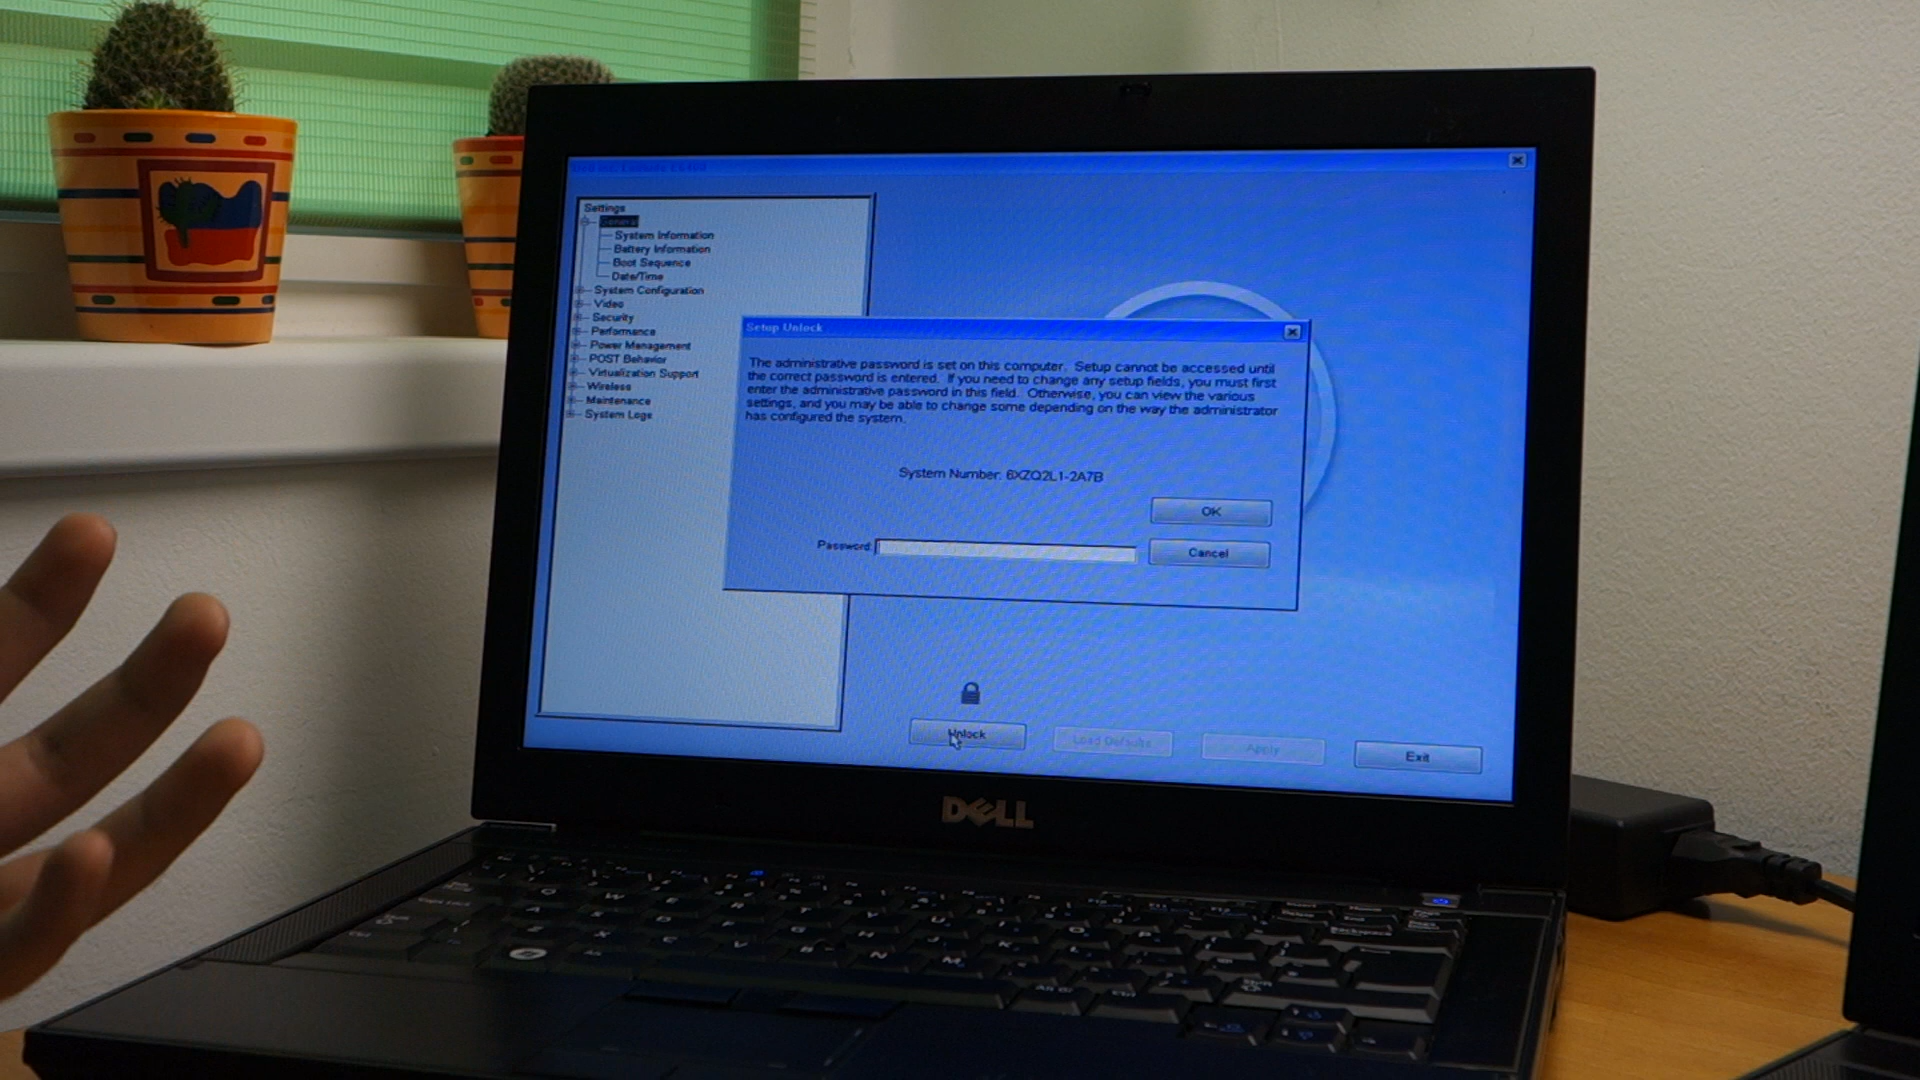 Settings
General
System Information
Battery Information
Boot Sequence
Date/Time
System Configuration
Video
Security
Performance
Power Management
POST Behavior
Virtualization Support
Wireless
Maintenance
System Logs
Setup Unlock
The administrative password is set on this computer. Setup cannot be accessed until
the correct password is entered. If you need to change any setup fields, you must first
enter the administrative password in this field. Otherwise, you can view the various
settings, and you may be able to change some depending on the way the administrator
has configured the system.
System Number: 6XZQ2L1-2A7B
OK
Password:
Cancel
Unlock
Load Defaults
Apply
Exit
DELL